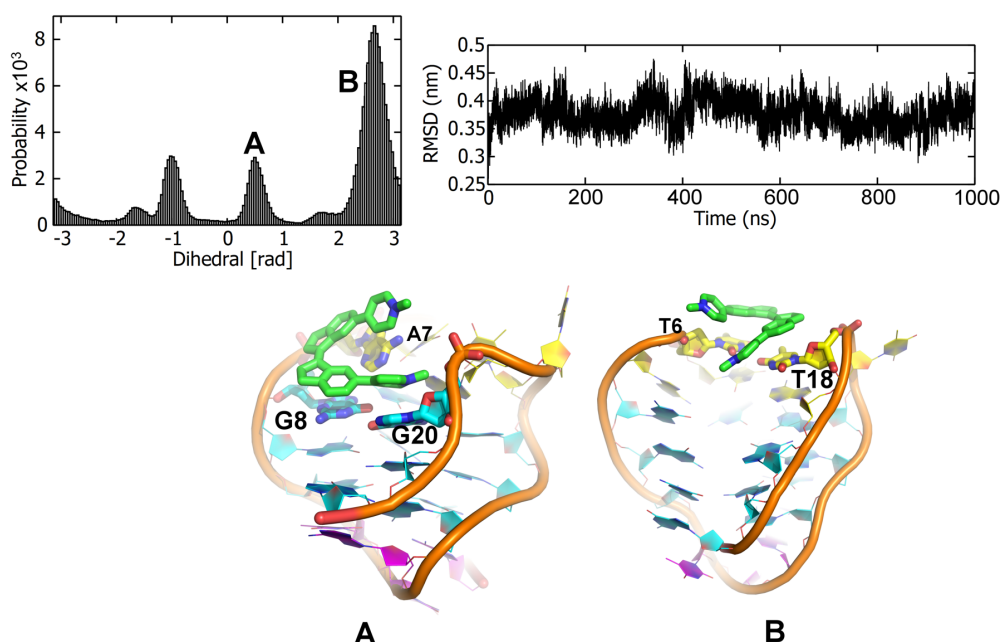 Probability x10³
8
6
4
2
0
B
A
-3
-2
-1
0
1
2
3
Dihedral [rad]
RMSD (nm)
0.5
0.45
0.4
0.35
0.3
0.25
0
200
400
600
800
1000
Time (ns)
A7
G8
G20
A
T6
T18
B